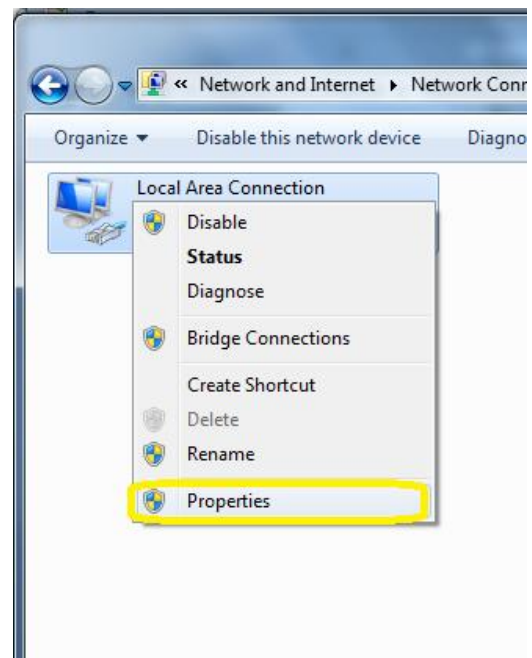 « Network and Internet ▸ Network Conn
Organize ▾ Disable this network device Diagno
Local Area Connection
Disable
Status
Diagnose
Bridge Connections
Create Shortcut
Delete
Rename
Properties